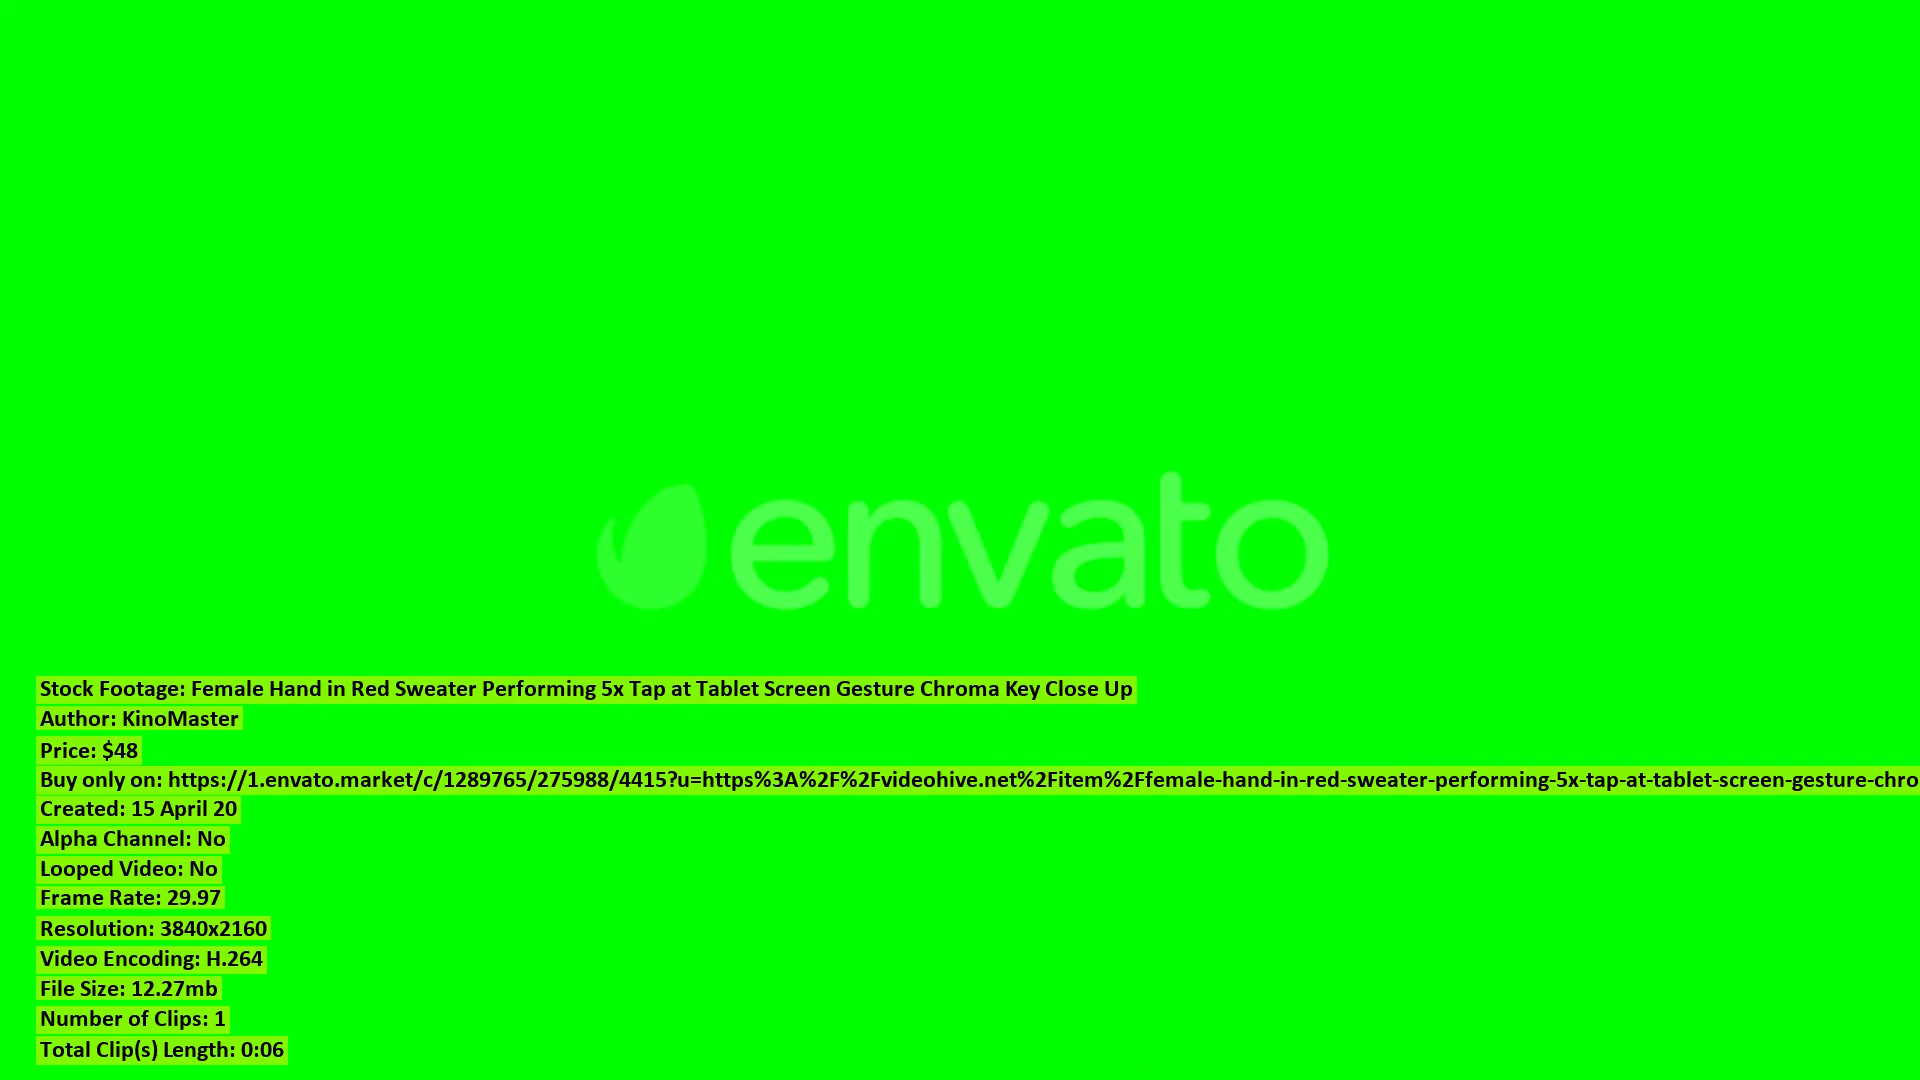 envato
Stock Footage: Female Hand in Red Sweater Performing 5x Tap at Tablet Screen Gesture Chroma Key Close Up
Author: KinoMaster
Price: $48
Buy only on: https://1.envato.market/c/1289765/275988/4415?u=https%3A%2F%2Fvideohive.net%2Fitem%2Ffemale-hand-in-red-sweater-performing-5x-tap-at-tablet-screen-gesture-chro
Created: 15 April 20
Alpha Channel: No
Looped Video: No
Frame Rate: 29.97
Resolution: 3840x2160
Video Encoding: H.264
File Size: 12.27mb
Number of Clips: 1
Total Clip(s) Length: 0:06